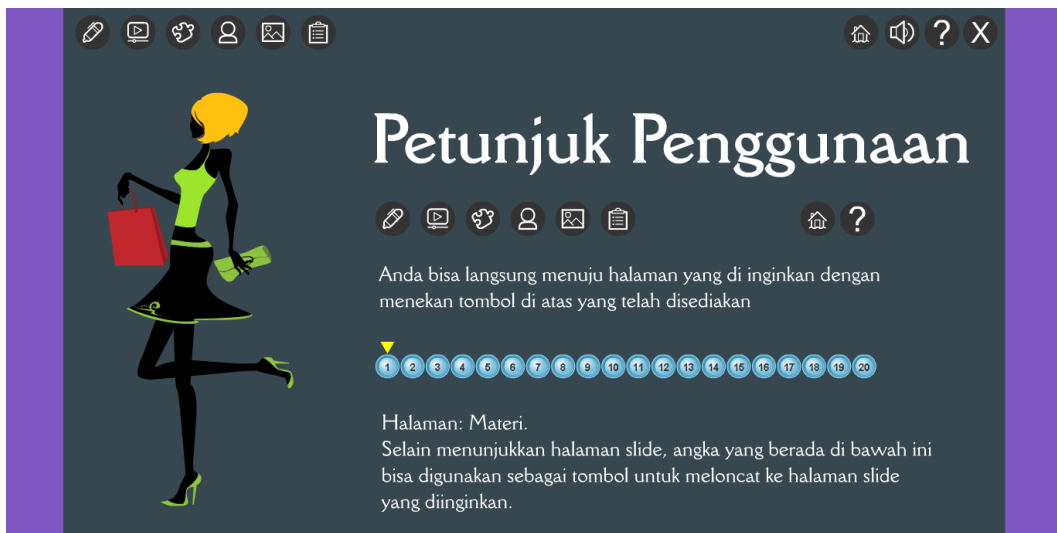 ? X
Petunjuk Penggunaan
?
Anda bisa langsung menuju halaman yang di inginkan dengan
menekan tombol di atas yang telah disediakan
1 2 3 4 5 6 7 8 9 10 11 12 13 14 15 16 17 18 19 20
Halaman: Materi.
Selain menunjukkan halaman slide, angka yang berada di bawah ini
bisa digunakan sebagai tombol untuk meloncat ke halaman slide
yang diinginkan.